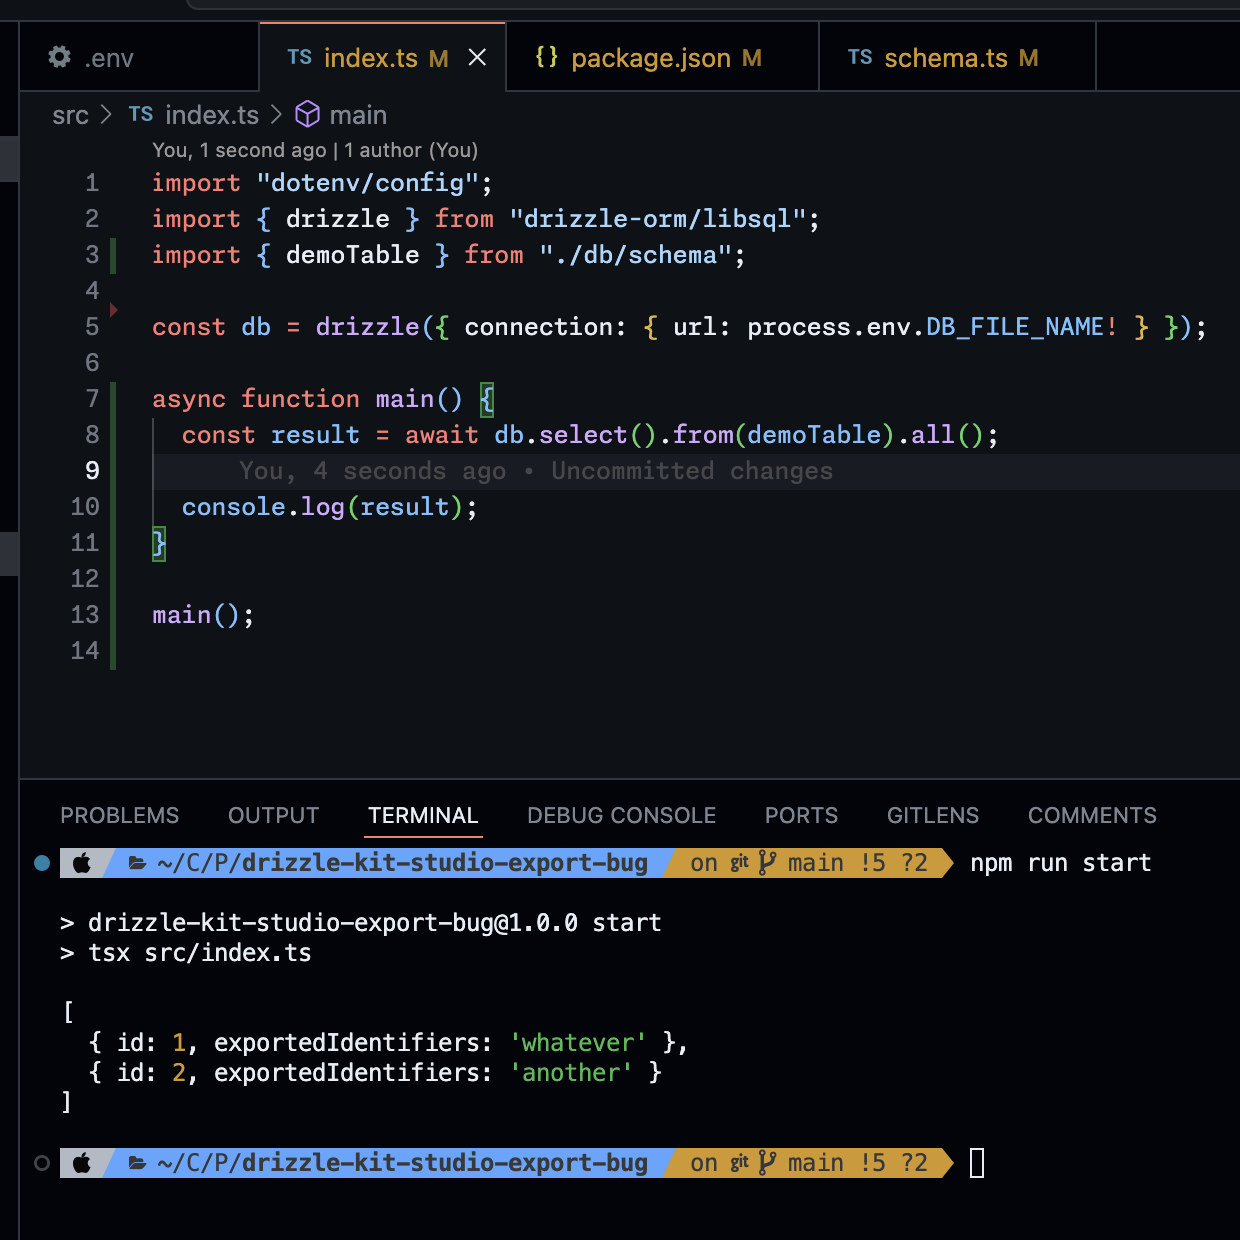 .env
TS index.ts M
{} package.json M
TS schema.ts M
src > TS index.ts > main
You, 1 second ago | 1 author (You)
1 import "dotenv/config";
2 import { drizzle } from "drizzle-orm/libsql";
3 import { demoTable } from "./db/schema";
4
5 const db = drizzle({ connection: { url: process.env.DB_FILE_NAME! } });
6
7 async function main() {
8 const result = await db.select().from(demoTable).all();
9 You, 4 seconds ago • Uncommitted changes
10 console.log(result);
11 }
12
13 main();
14
PROBLEMS OUTPUT TERMINAL DEBUG CONSOLE PORTS GITLENS COMMENTS
~/C/P/drizzle-kit-studio-export-bug on git main !5 ?2 npm run start
> drizzle-kit-studio-export-bug@1.0.0 start
> tsx src/index.ts
[
{ id: 1, exportedIdentifiers: 'whatever' },
{ id: 2, exportedIdentifiers: 'another' }
]
~/C/P/drizzle-kit-studio-export-bug on git main !5 ?2